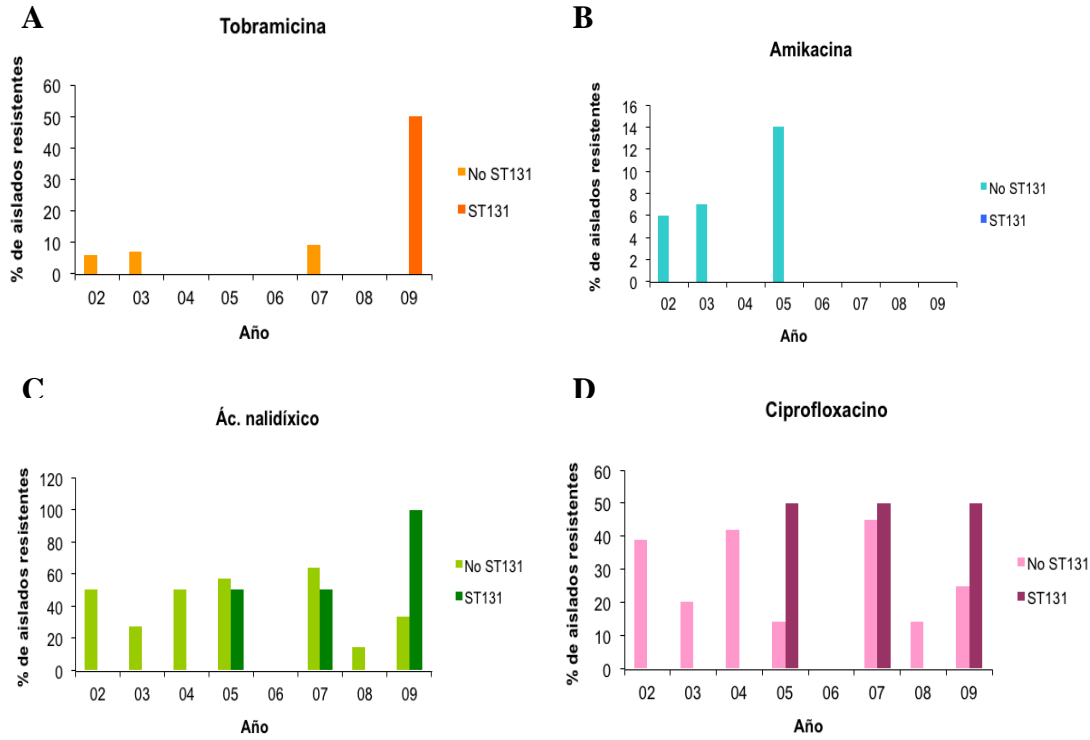 A
Tobramicina
% de aislados resistentes
60
50
40
30
20
10
0
02 03 04 05 06 07 08 09
Año
No ST131
ST131
B
Amikacina
% de aislados resistentes
16
14
12
10
8
6
4
2
0
02 03 04 05 06 07 08 09
Año
No ST131
ST131
C
Ác. nalidíxico
% de aislados resistentes
120
100
80
60
40
20
0
02 03 04 05 06 07 08 09
Año
No ST131
ST131
D
Ciprofloxacino
% de aislados resistentes
60
50
40
30
20
10
0
02 03 04 05 06 07 08 09
Año
No ST131
ST131